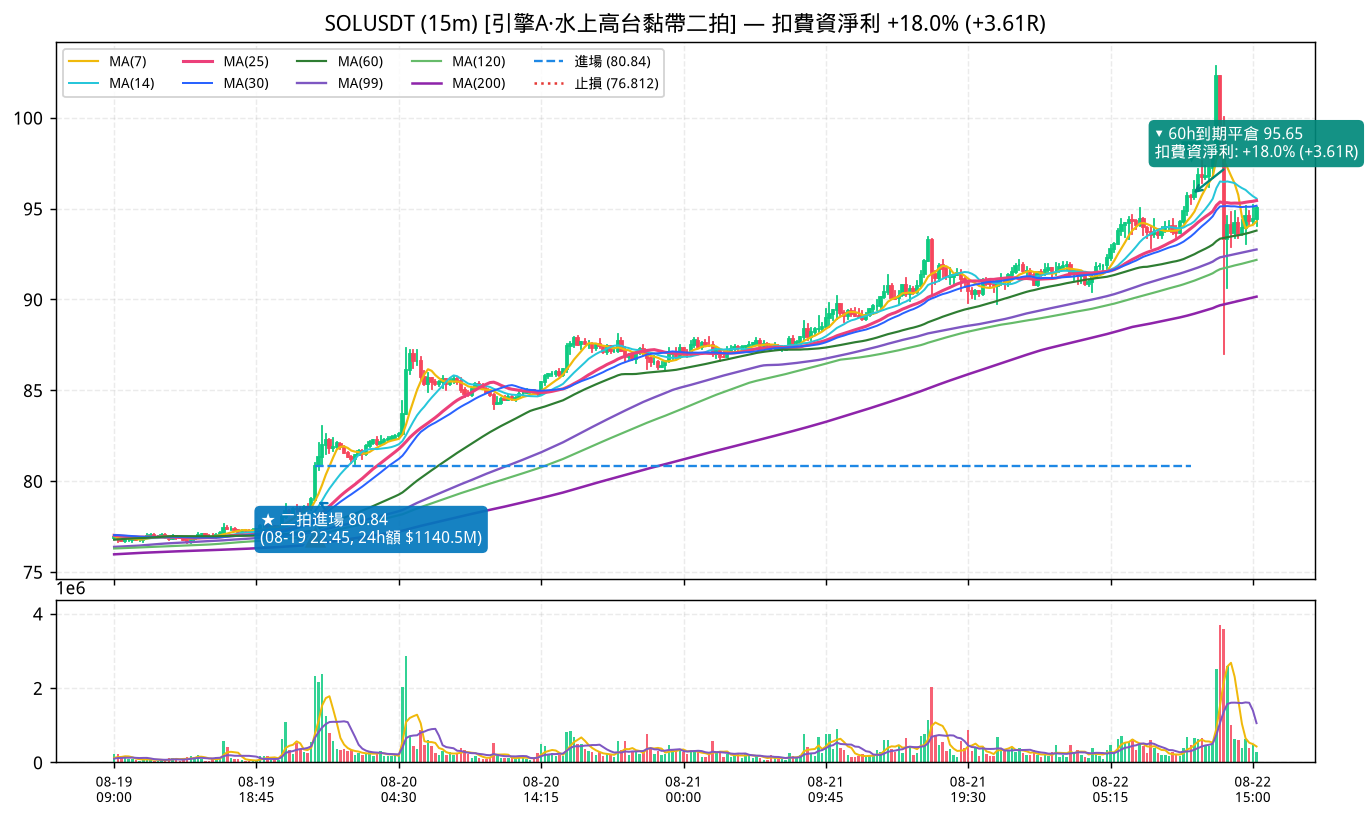 SOLUSDT (15m) [引擎A·水上高台黏帶二拍] — 扣費資淨利 +18.0% (+3.61R)
MA(7) MA(25) MA(60) MA(120) 進場 (80.84)
MA(14) MA(30) MA(99) MA(200) 止損 (76.812)
100
▼ 60h到期平倉 95.65
扣費資淨利: +18.0% (+3.61R)
95
90
85
80
★ 二拍進場 80.84
(08-19 22:45, 24h額 $1140.5M)
75
1e6
4
2
0
08-19 08-19 08-20 08-20 08-21 08-21 08-21 08-22 08-22
09:00 18:45 04:30 14:15 00:00 09:45 19:30 05:15 15:00